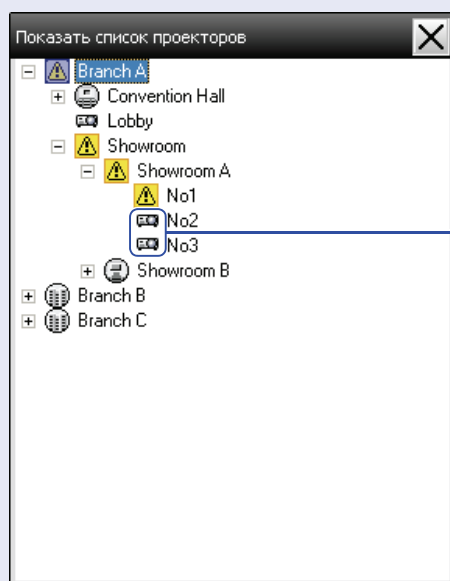 Показать список проекторов
Branch A
Convention Hall
Lobby
Showroom
Showroom A
No1
No2
No3
Showroom B
Branch B
Branch C